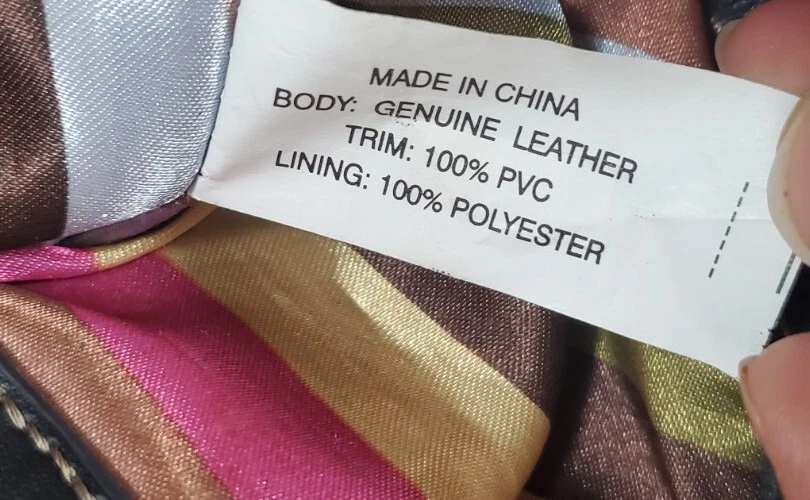 MADE IN CHINA
BODY: GENUINE LEATHER
TRIM: 100% PVC
LINING: 100% POLYESTER